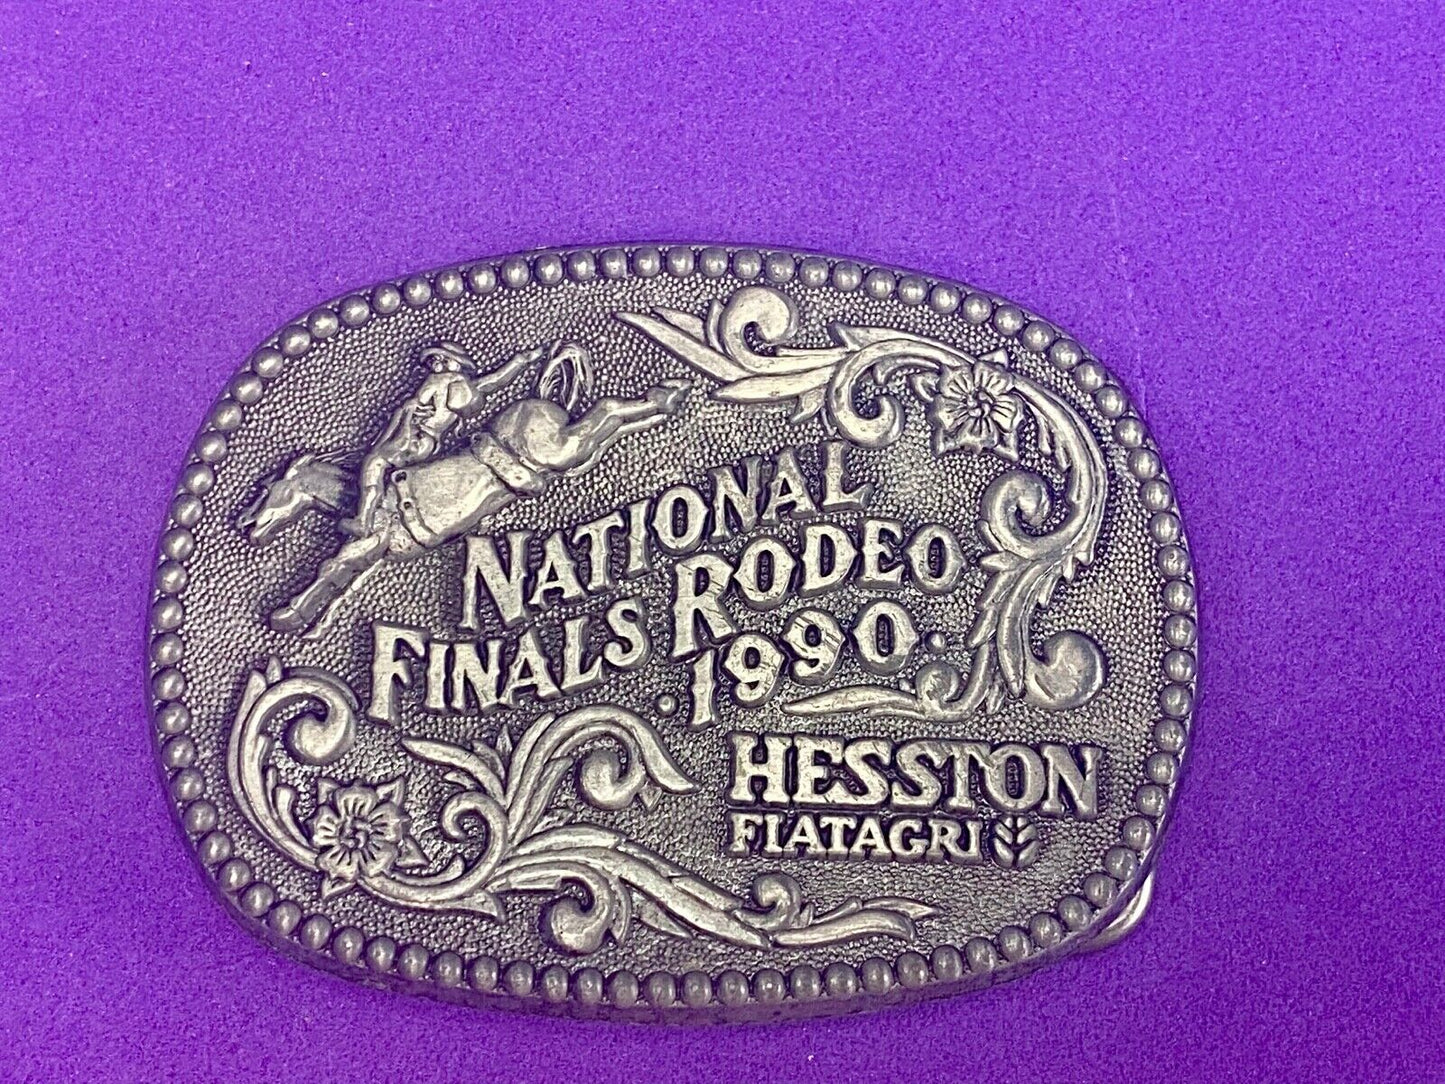 NATIONAL
FINALS RODEO
·1990·
HESSTON
FIATAGRI